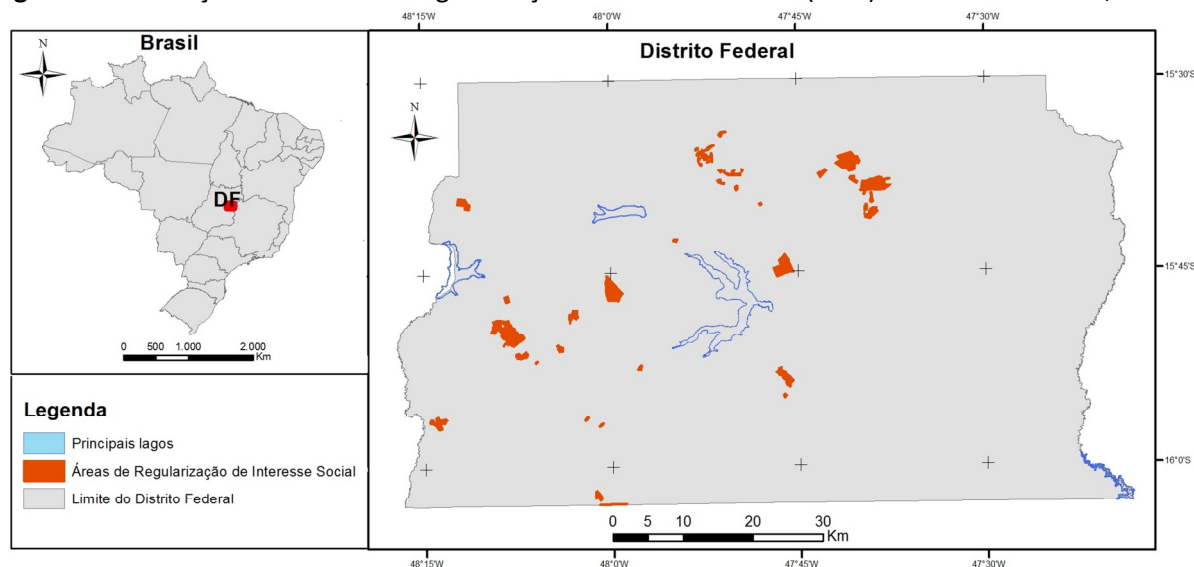 48°15'W 48°0'W 47°45'W 47°30'W
Brasil
N
DF
0 500 1.000 2.000
Km
Distrito Federal
N
15°30'S
15°45'S
16°0'S
0 5 10 20 30
Km
Legenda
Principais lagos
Áreas de Regularização de Interesse Social
Limite do Distrito Federal
48°15'W 48°0'W 47°45'W 47°30'W